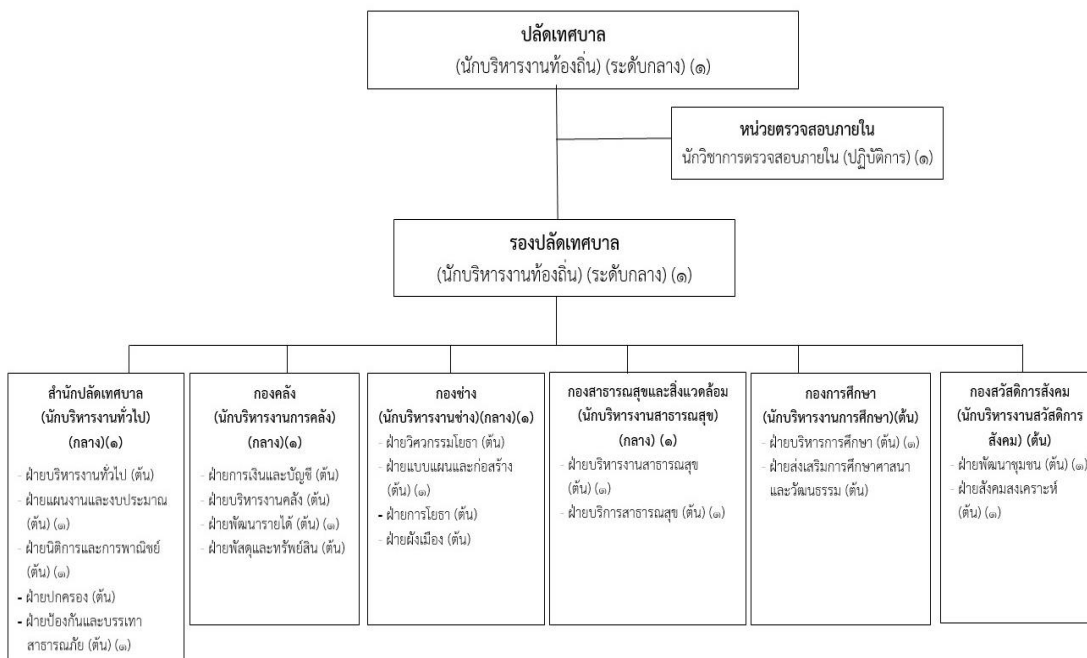 ปลัดเทศบาล
(นักบริหารงานท้องถิ่น) (ระดับกลาง) (๑)
หน่วยตรวจสอบภายใน
นักวิชาการตรวจสอบภายใน (ปฏิบัติการ) (๑)
รองปลัดเทศบาล
(นักบริหารงานท้องถิ่น) (ระดับกลาง) (๑)
สำนักปลัดเทศบาล
(นักบริหารงานทั่วไป)
(กลาง)(๑)
- ฝ่ายบริหารงานทั่วไป (ต้น)
- ฝ่ายแผนงานและงบประมาณ
(ต้น) (๑)
- ฝ่ายนิติการและการพาณิชย์
(ต้น) (๑)
- ฝ่ายปกครอง (ต้น)
- ฝ่ายป้องกันและบรรเทา
สาธารณภัย (ต้น) (๑)
กองคลัง
(นักบริหารงานการคลัง)
(กลาง)(๑)
- ฝ่ายการเงินและบัญชี (ต้น)
- ฝ่ายบริหารงานคลัง (ต้น)
- ฝ่ายพัฒนารายได้ (ต้น) (๑)
- ฝ่ายพัสดุและทรัพย์สิน (ต้น)
กองช่าง
(นักบริหารงานช่าง)(กลาง)(๑)
- ฝ่ายวิศวกรรมโยธา (ต้น)
- ฝ่ายแบบแผนและก่อสร้าง
(ต้น) (๑)
- ฝ่ายการโยธา (ต้น)
- ฝ่ายผังเมือง (ต้น)
กองสาธารณสุขและสิ่งแวดล้อม
(นักบริหารงานสาธารณสุข)
(กลาง) (๑)
- ฝ่ายบริหารงานสาธารณสุข
(ต้น) (๑)
- ฝ่ายบริการสาธารณสุข (ต้น) (๑)
กองการศึกษา
(นักบริหารงานการศึกษา)(ต้น)
- ฝ่ายบริหารการศึกษา (ต้น) (๑)
- ฝ่ายส่งเสริมการศึกษาศาสนา
และวัฒนธรรม (ต้น)
กองสวัสดิการสังคม
(นักบริหารงานสวัสดิการ
สังคม) (ต้น)
- ฝ่ายพัฒนาชุมชน (ต้น) (๑)
- ฝ่ายสังคมสงเคราะห์
(ต้น) (๑)